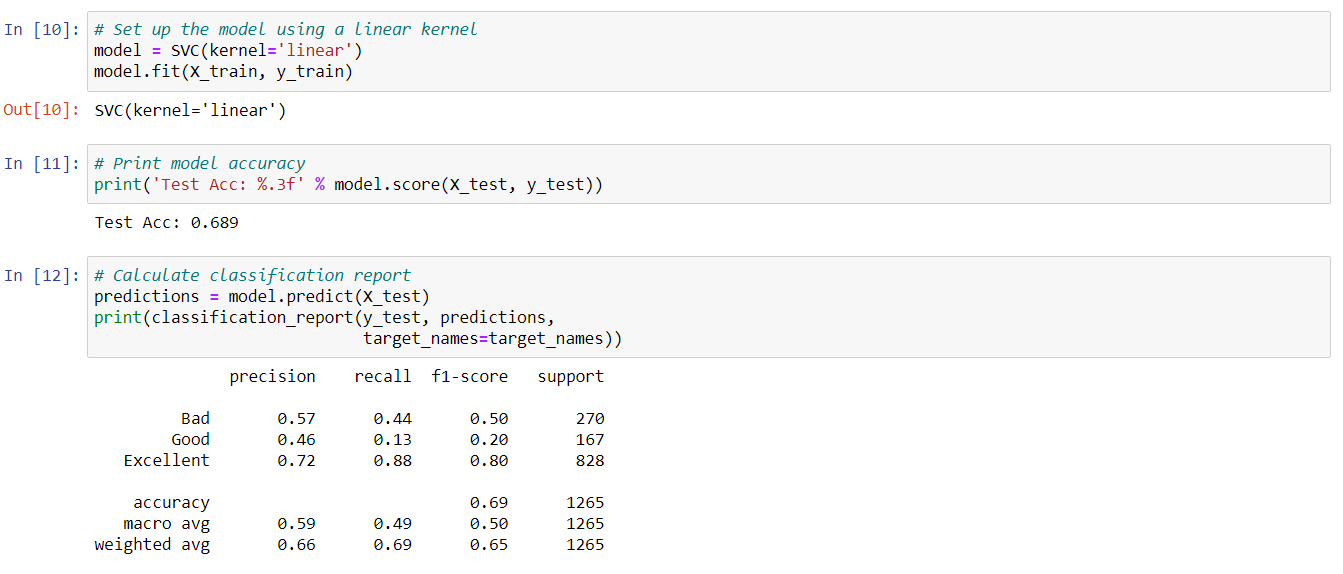 In [10]: # Set up the model using a linear kernel
model = SVC(kernel='linear')
model.fit(X_train, y_train)
Out[10]: SVC(kernel='linear')
In [11]: # Print model accuracy
print('Test Acc: %.3f' % model.score(X_test, y_test))
Test Acc: 0.689
In [12]: # Calculate classification report
predictions = model.predict(X_test)
print(classification_report(y_test, predictions,
target_names=target_names))
precision recall f1-score support
Bad 0.57 0.44 0.50 270
Good 0.46 0.13 0.20 167
Excellent 0.72 0.88 0.80 828
accuracy 0.69 1265
macro avg 0.59 0.49 0.50 1265
weighted avg 0.66 0.69 0.65 1265